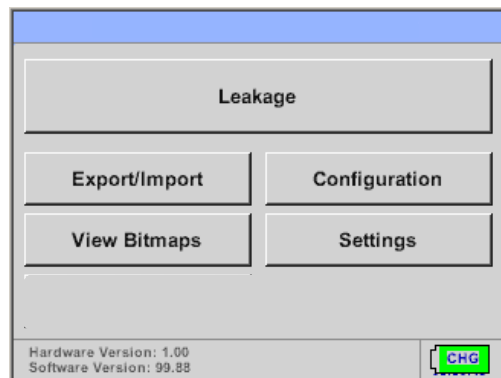 Leakage
Export/Import
Configuration
View Bitmaps
Settings
Hardware Version: 1.00
Software Version: 99.88
CHG